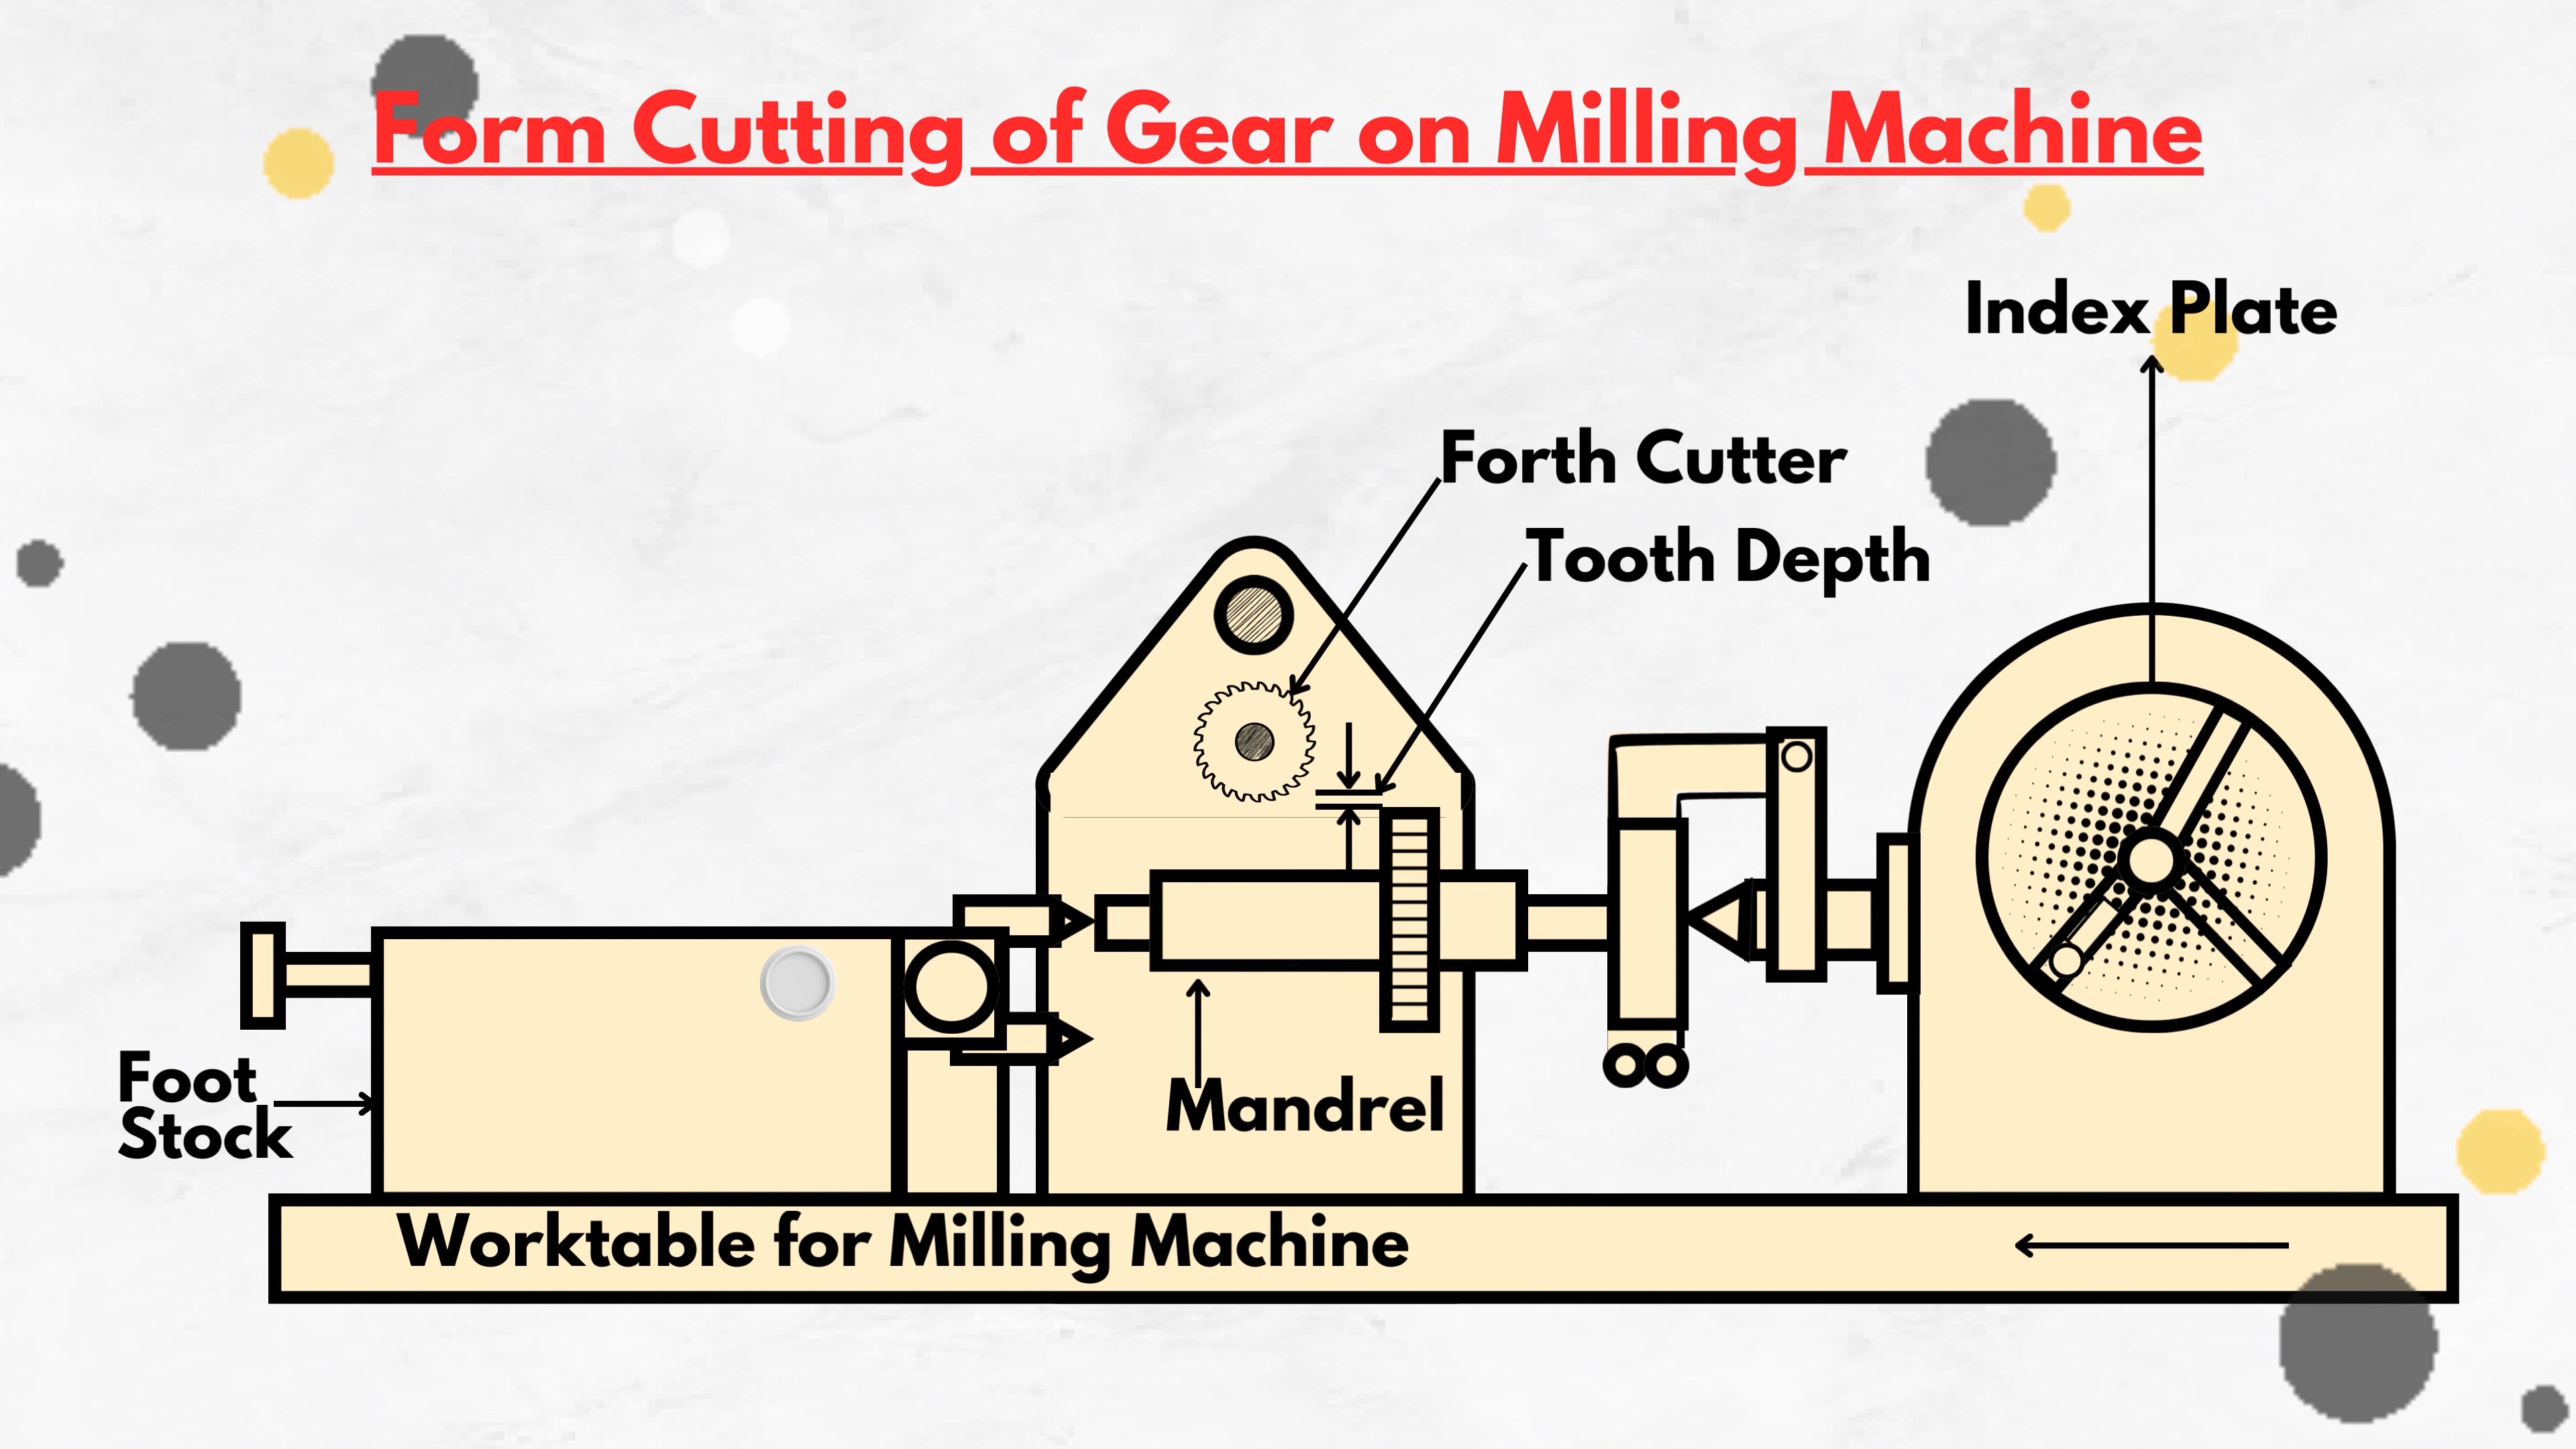 Form Cutting of Gear on Milling Machine
Index Plate
Forth Cutter
Tooth Depth
Foot
Stock
Mandrel
Worktable for Milling Machine